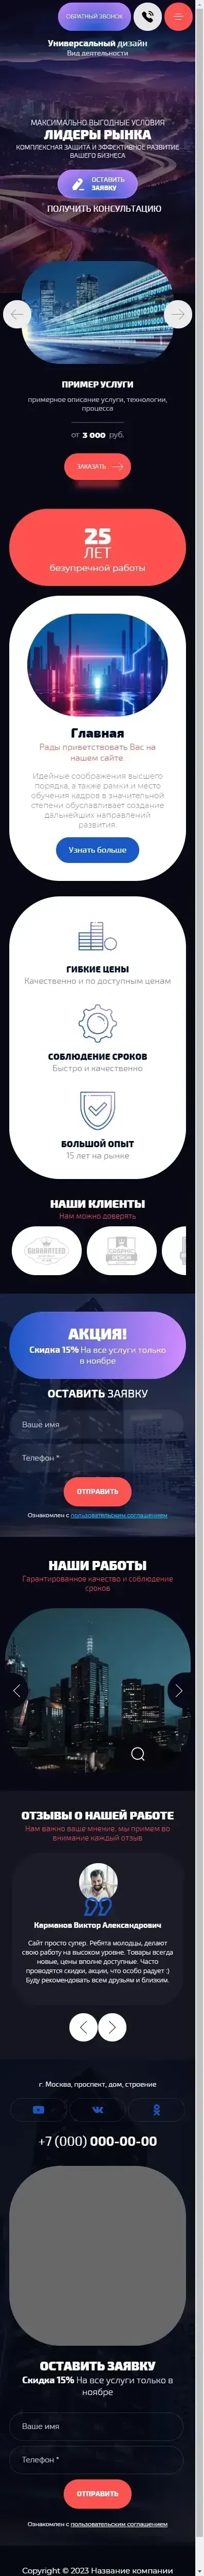 ОБРАТНЫЙ ЗВОНОК
Универсальный дизайн
Вид деятельности
МАКСИМАЛЬНО ВЫГОДНЫЕ УСЛОВИЯ
ЛИДЕРЫ РЫНКА
КОМПЛЕКСНАЯ ЗАЩИТА И ЭФФЕКТИВНОЕ РАЗВИТИЕ
ВАШЕГО БИЗНЕСА
ОСТАВИТЬ
ЗАЯВКУ
ПОЛУЧИТЬ КОНСУЛЬТАЦИЮ
ПРИМЕР УСЛУГИ
примерное описание услуги, технологии,
процесса
от 3 000 руб.
ЗАКАЗАТЬ
25
ЛЕТ
безупречной работы
Главная
Рады приветствовать Вас на
нашем сайте
Идейные соображения высшего
порядка, а также рамки и место
обучения кадров в значительной
степени обуславливает создание
дальнейших направлений
развития.
Узнать больше
ГИБКИЕ ЦЕНЫ
Качественно и по доступным ценам
СОБЛЮДЕНИЕ СРОКОВ
Быстро и качественно
БОЛЬШОЙ ОПЫТ
15 лет на рынке
НАШИ КЛИЕНТЫ
Нам можно доверять
GUARANTEED
GRAPHIC
DESIGN
АКЦИЯ!
Скидка 15% На все услуги только
в ноябре
ОСТАВИТЬ ЗАЯВКУ
Ваше имя
Телефон *
ОТПРАВИТЬ
Ознакомлен с пользовательским соглашением
НАШИ РАБОТЫ
Гарантированное качество и соблюдение
сроков
ОТЗЫВЫ О НАШЕЙ РАБОТЕ
Нам важно ваше мнение, мы примем во
внимание каждый отзыв
Карманов Виктор Александрович
Сайт просто супер. Ребята молодцы, делают
свою работу на высоком уровне. Товары всегда
новые, цены вполне доступные. Часто
проводятся скидки, акции, что особо радует :)
Буду рекомендовать всем друзьям и близким.
г. Москва, проспект, дом, строение
+7 (000) 000-00-00
ОСТАВИТЬ ЗАЯВКУ
Скидка 15% На все услуги только в
ноябре
Ваше имя
Телефон *
ОТПРАВИТЬ
Ознакомлен с пользовательским соглашением
Copyright © 2023 Название компании